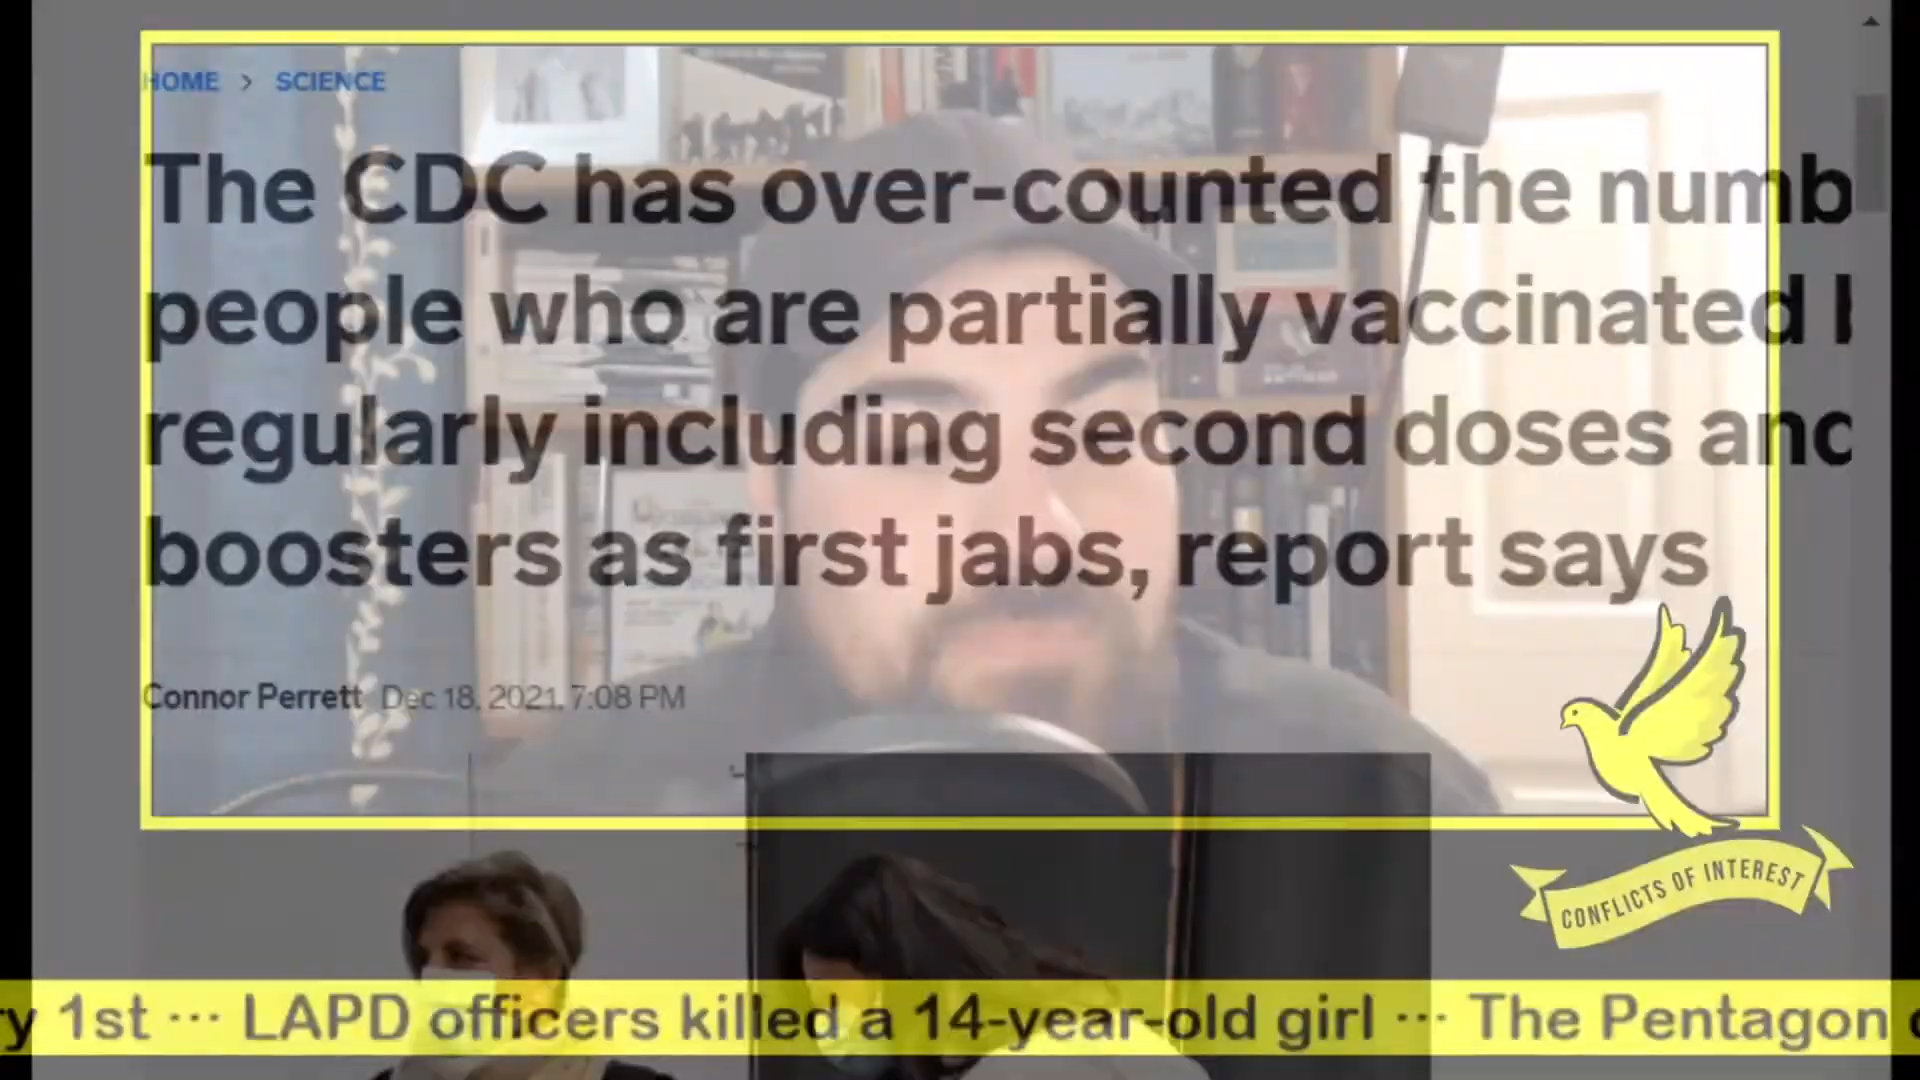 HOME > SCIENCE
The CDC has over-counted the numb
people who are partially vaccinated
regularly including second doses and
boosters as first jabs, report says
Connor Perrett Dec 18, 2021, 7:08 PM
CONFLICTS OF INTEREST
y 1st ··· LAPD officers killed a 14-year-old girl ··· The Pentagon